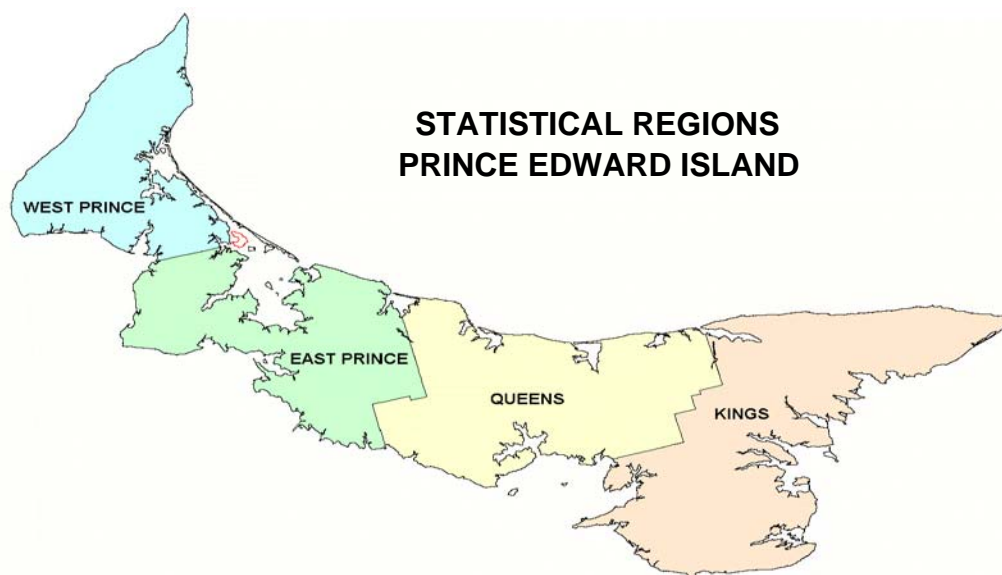 STATISTICAL REGIONS
PRINCE EDWARD ISLAND
WEST PRINCE
EAST PRINCE
QUEENS
KINGS